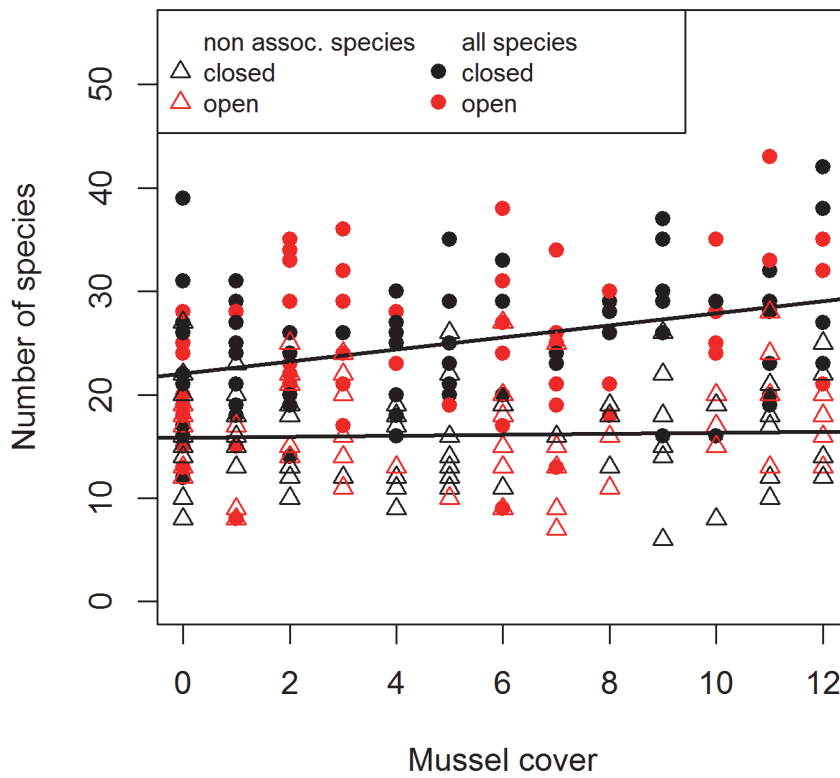 non assoc. species all species
closed closed
open open
50
40
30
20
10
0
Number of species
0 2 4 6 8 10 12
Mussel cover